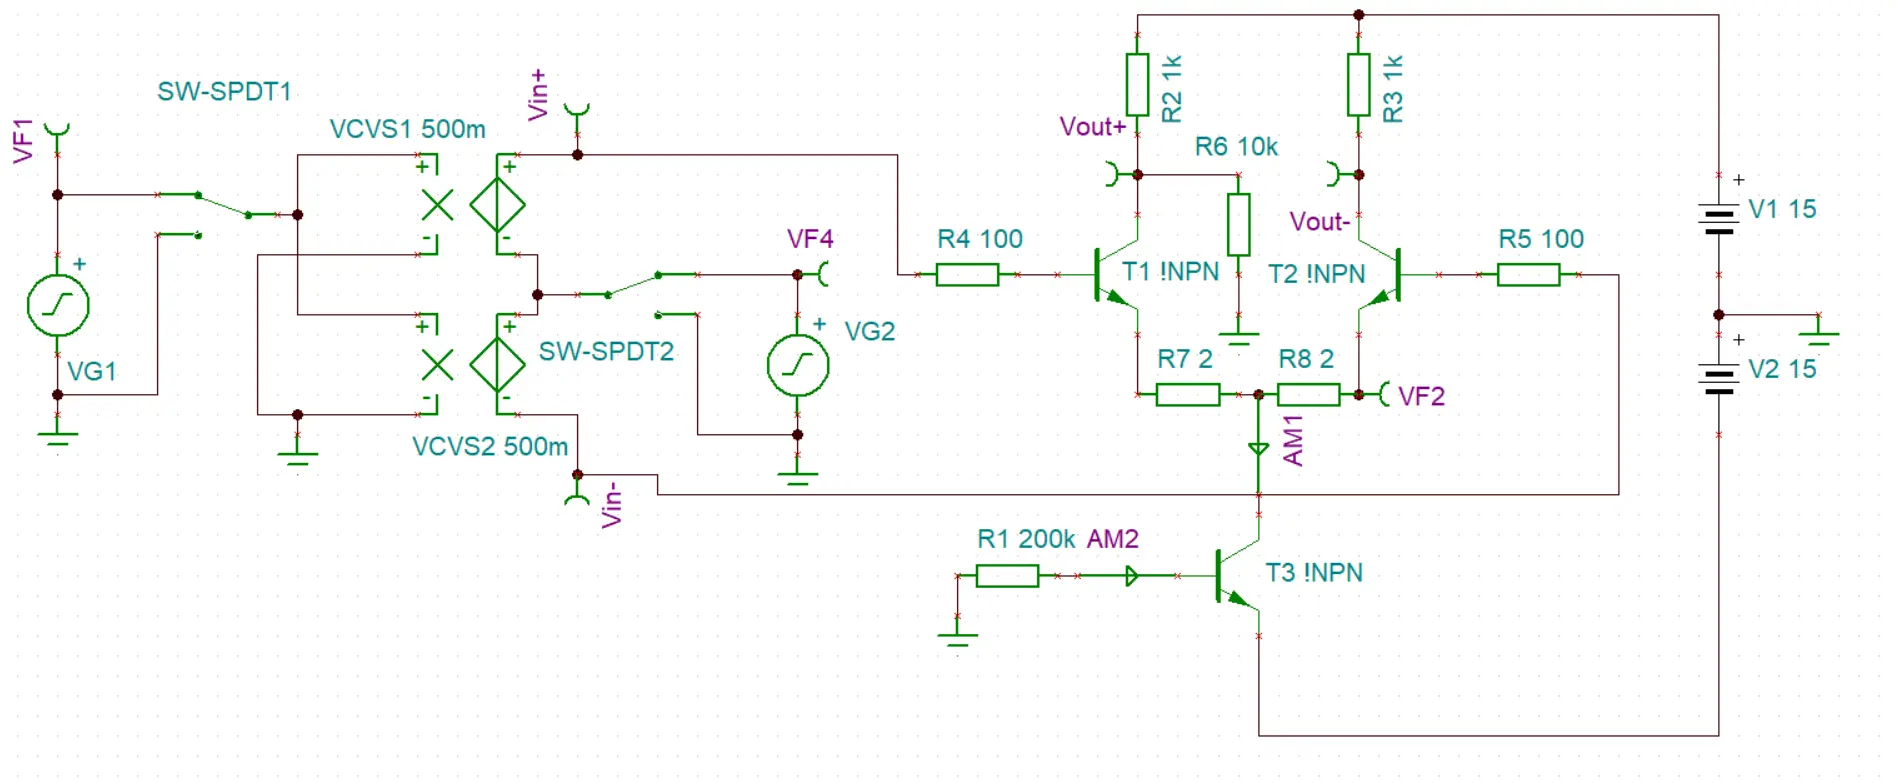 SW-SPDT1
VF1
VCVS1 500m
Vin+
+
-
+
-
VG1
+
VCVS2 500m
+
-
+
-
Vin-
SW-SPDT2
VF4
VG2
+
R4 100
Vout+
R2 1k
R6 10k
R3 1k
Vout-
T1 !NPN
T2 !NPN
R5 100
R7 2
R8 2
VF2
AM1
R1 200k
AM2
T3 !NPN
+
V1 15
+
V2 15